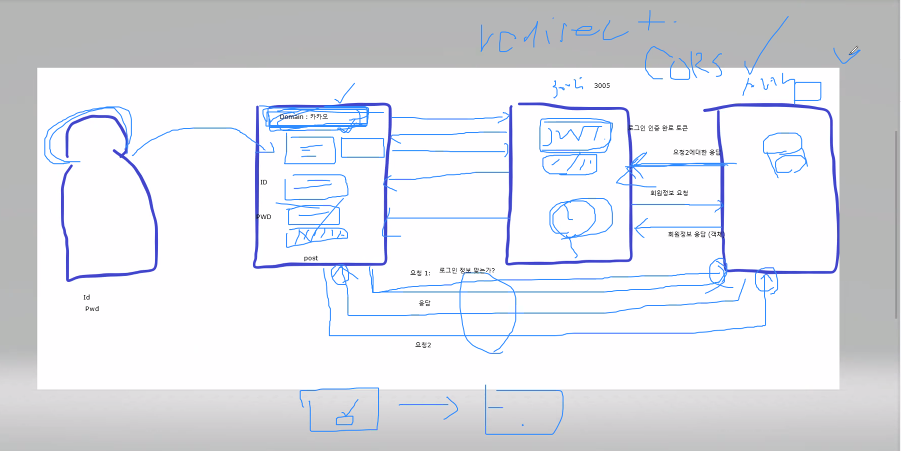 redirect
CORS
3005
Domain : 카카오
JWT
로그인 인증 완료 토큰
요청2에대한 응답
ID
회원정보 요청
PWD
회원정보 응답 (객체)
post
요청 1:
로그인 정보 맞는가?
Id
Pwd
응답
요청2